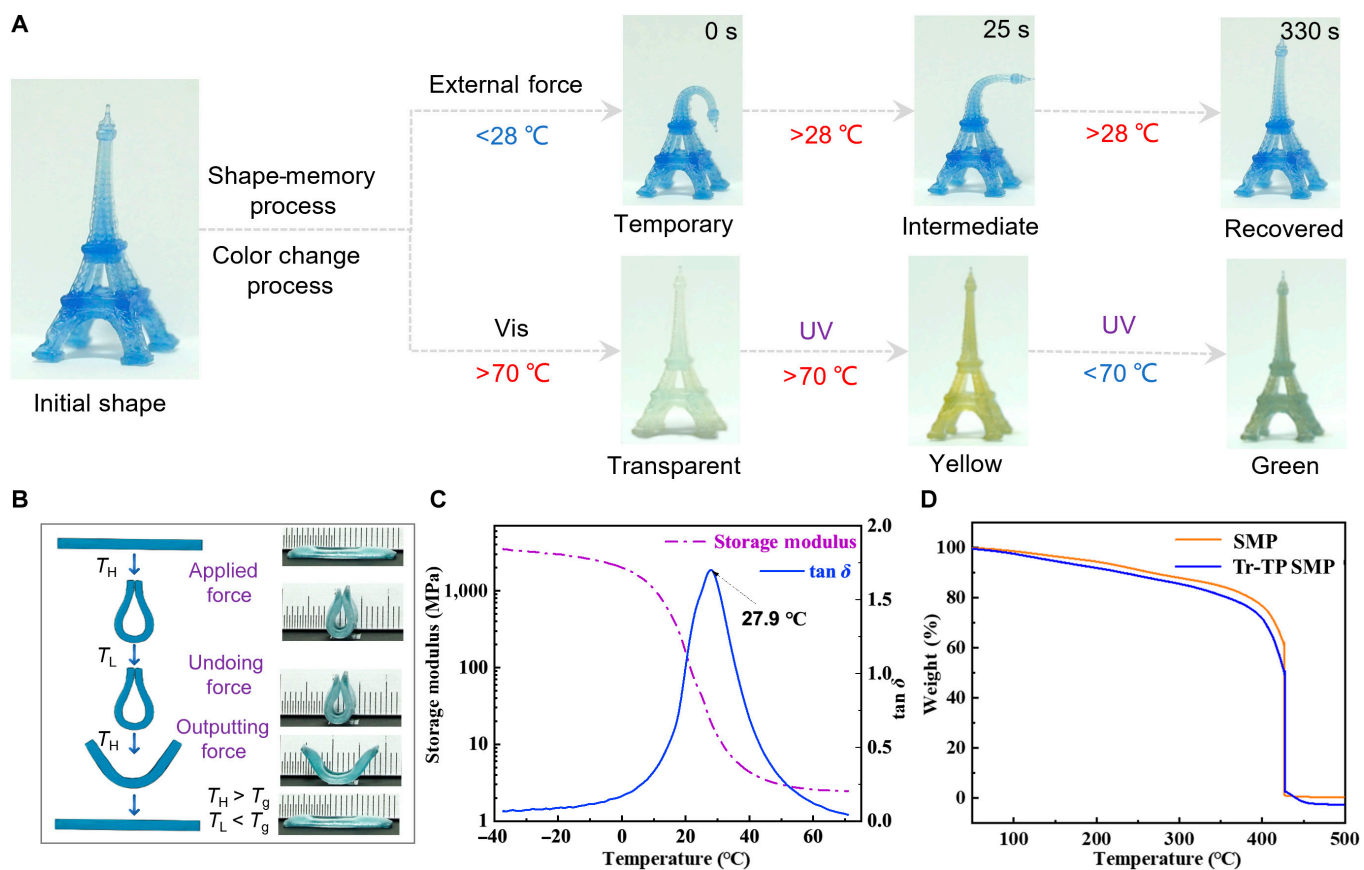 A
0 s
25 s
330 s
External force
<28 ℃
>28 ℃
>28 ℃
Shape-memory
process
Temporary
Intermediate
Recovered
Color change
process
Vis
UV
UV
>70 ℃
>70 ℃
<70 ℃
Initial shape
Transparent
Yellow
Green
B
T_H
Applied
force
T_L
Undoing
force
Outputting
force
T_H
T_H > T_g
T_L < T_g
C
Storage modulus
tan δ
27.9 ℃
Storage modulus (MPa)
1,000
100
10
1
2.0
1.5
1.0
0.5
0.0
tan δ
−40 −20 0 20 40 60
Temperature (℃)
D
SMP
Tr-TP SMP
Weight (%)
100
80
60
40
20
0
100 200 300 400 500
Temperature (℃)